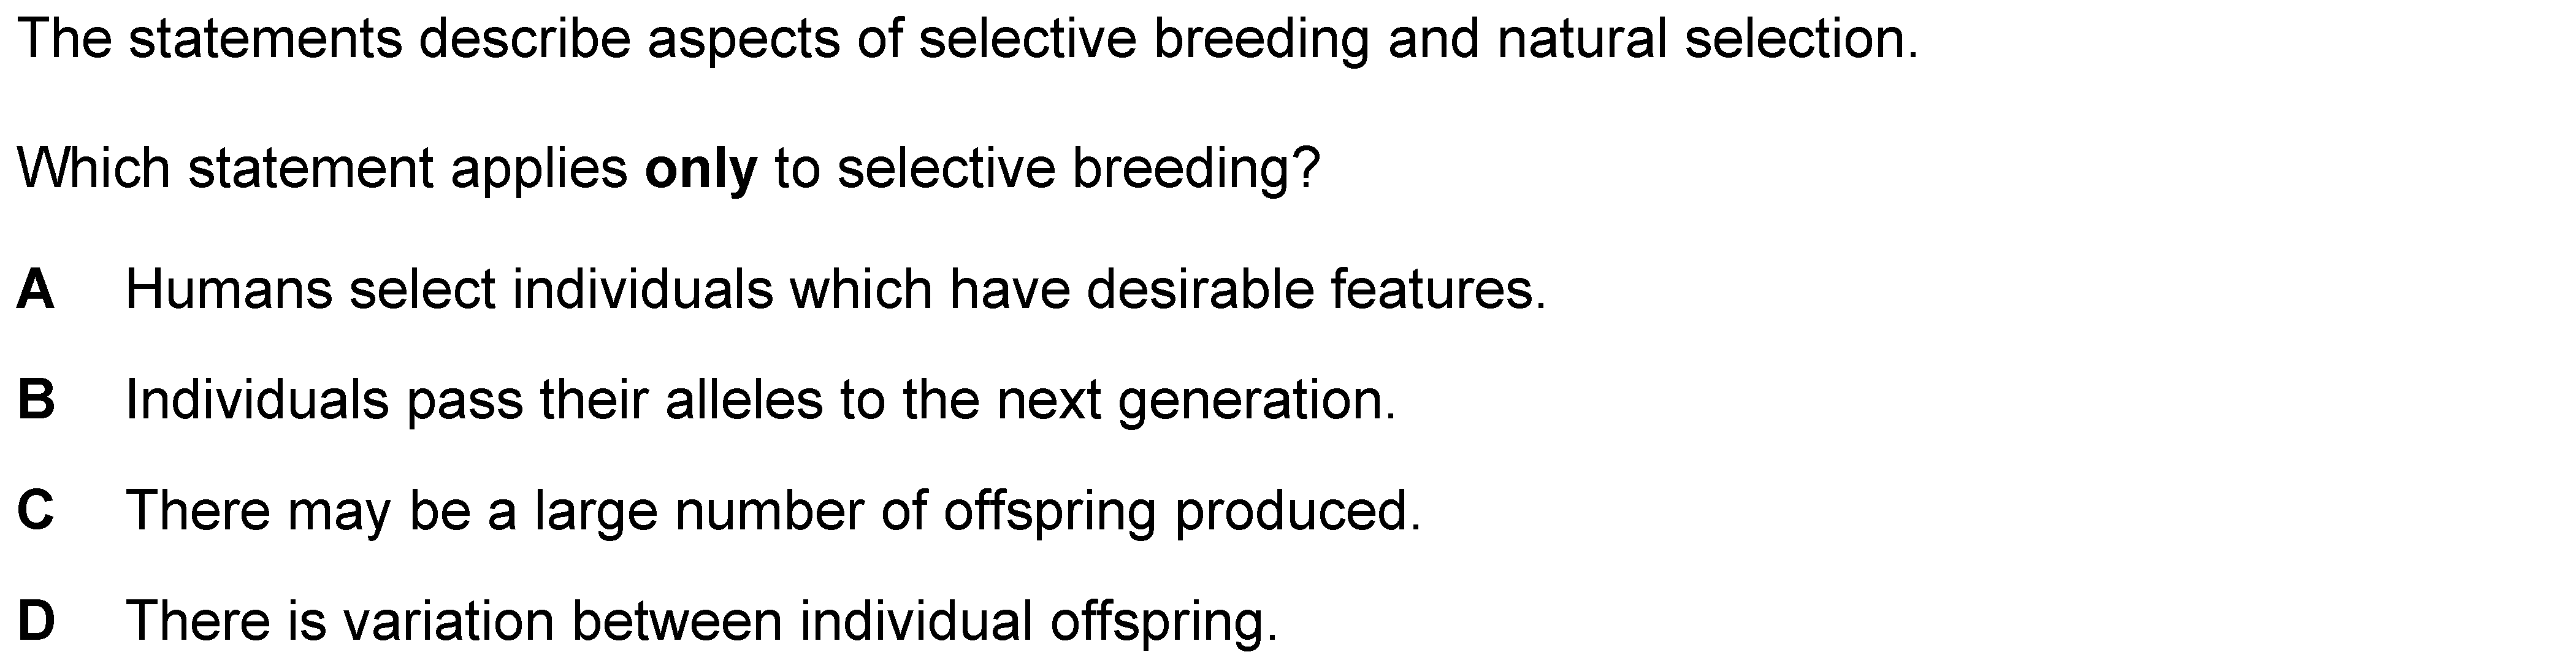 The statements describe aspects of selective breeding and natural selection.
Which statement applies only to selective breeding?
A Humans select individuals which have desirable features.
B Individuals pass their alleles to the next generation.
C There may be a large number of offspring produced.
D There is variation between individual offspring.